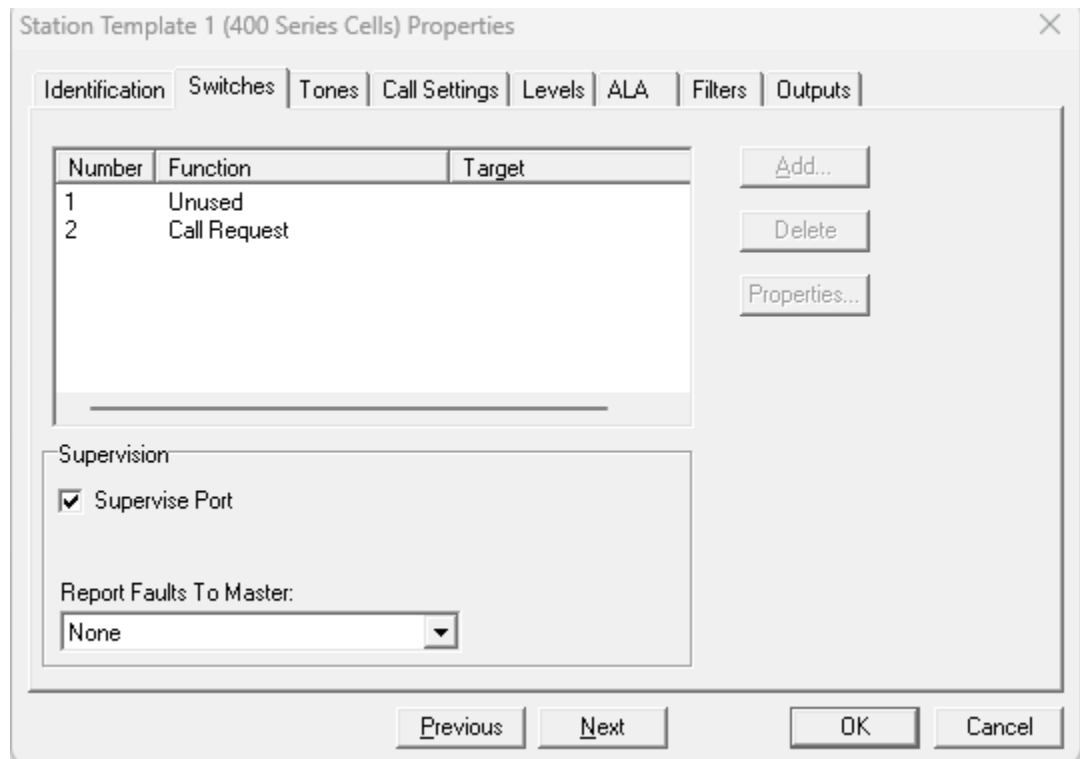 Station Template 1 (400 Series Cells) Properties
Identification Switches Tones Call Settings Levels ALA Filters Outputs
Number Function Target
1 Unused
2 Call Request
Add...
Delete
Properties...
Supervision
Supervise Port
Report Faults To Master:
None
Previous Next OK Cancel